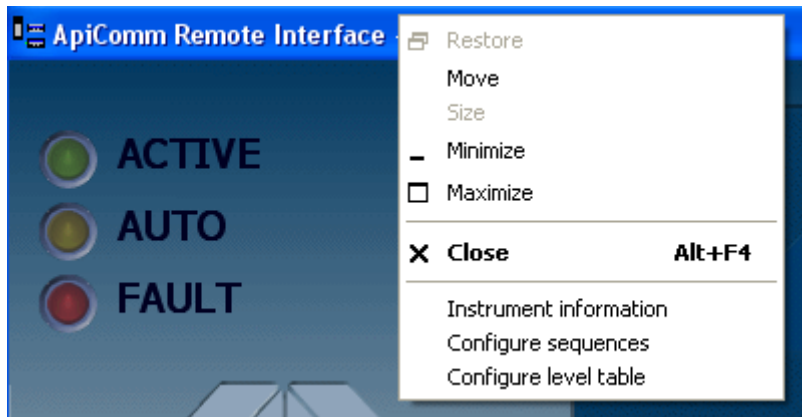 ApiComm Remote Interface -
Restore
Move
Size
Minimize
Maximize
Close Alt+F4
Instrument information
Configure sequences
Configure level table
ACTIVE
AUTO
FAULT